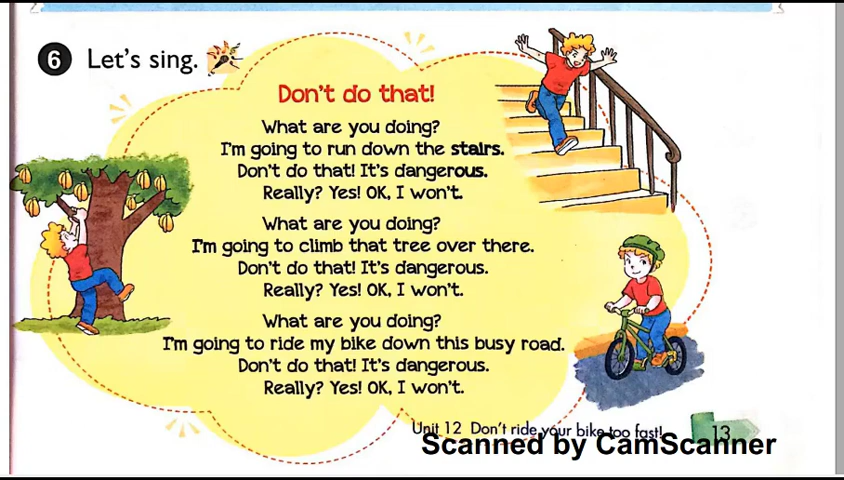 6 Let's sing.
Don't do that!
What are you doing?
I'm going to run down the stairs.
Don't do that! It's dangerous.
Really? Yes! OK, I won't.
What are you doing?
I'm going to climb that tree over there.
Don't do that! It's dangerous.
Really? Yes! OK, I won't.
What are you doing?
I'm going to ride my bike down this busy road.
Don't do that! It's dangerous.
Really? Yes! OK, I won't.
Unit 12 Don't ride your bike too fast! 13
Scanned by CamScanner